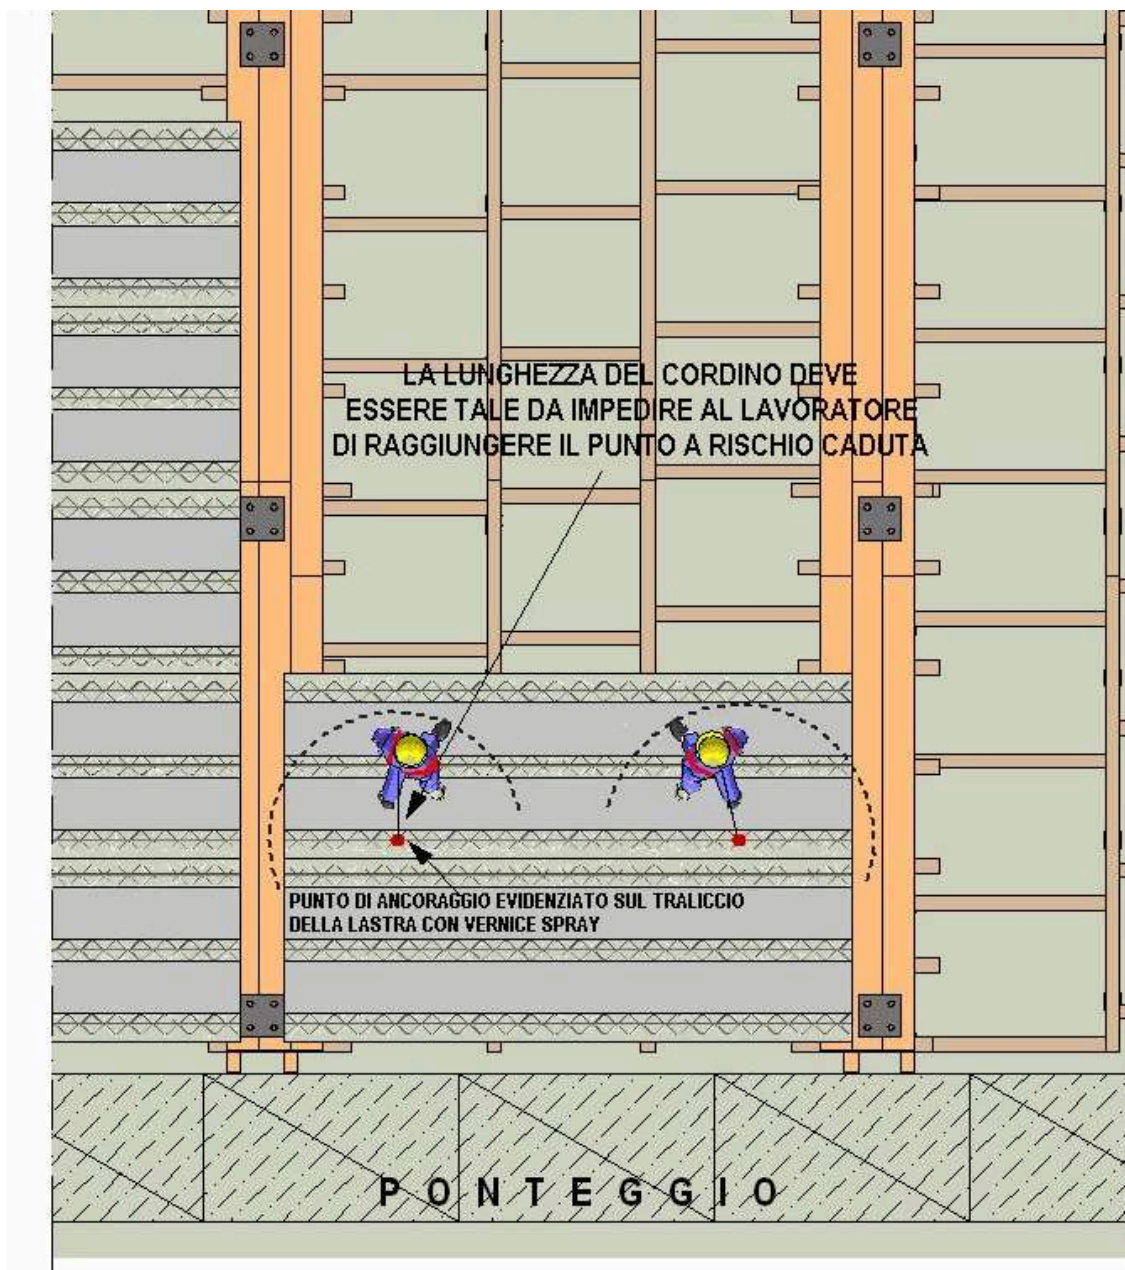 LA LUNGHEZZA DEL CORDINO DEVE
ESSERE TALE DA IMPEDIRE AL LAVORATORE
DI RAGGIUNGERE IL PUNTO A RISCHIO CADUTA
PUNTO DI ANCORAGGIO EVIDENZIATO SUL TRALICCIO
DELLA LASTRA CON VERNICE SPRAY
PONTEGGIO